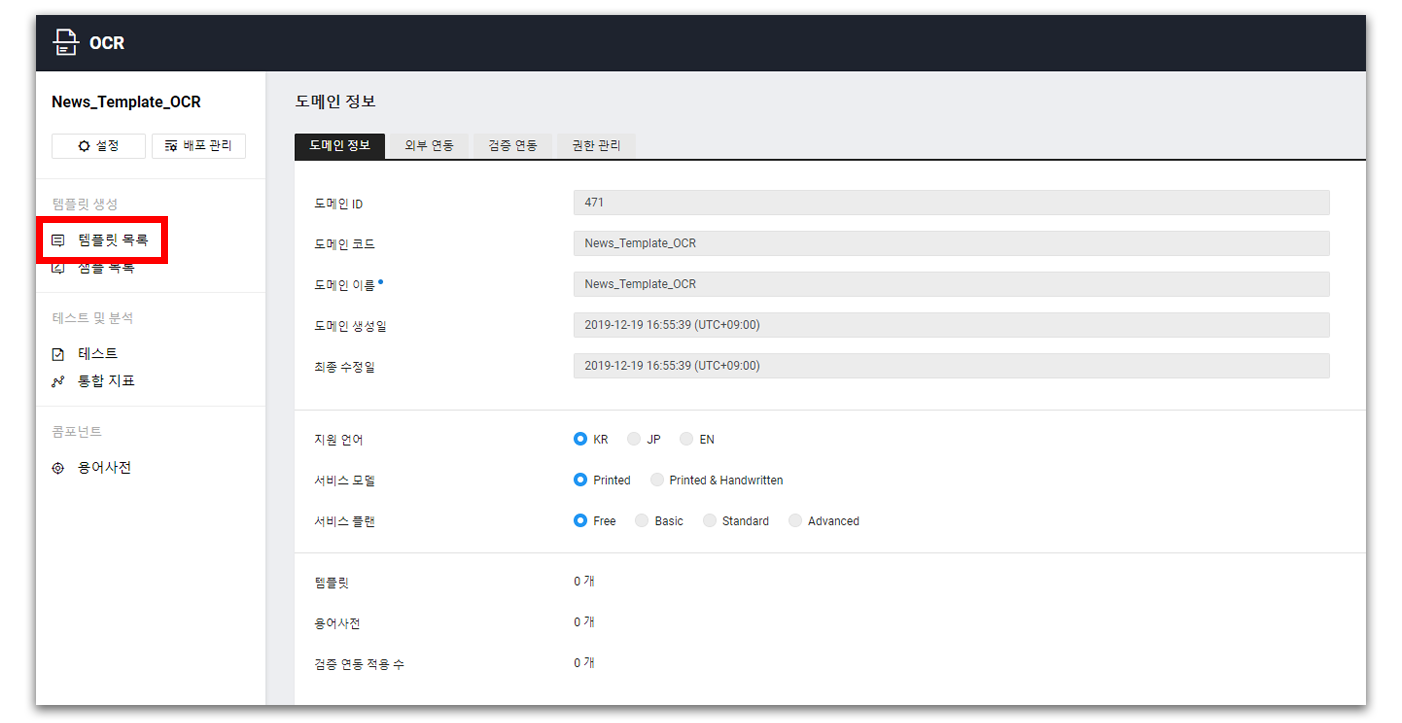 OCR
News_Template_OCR
설정 배포 관리
템플릿 생성
템플릿 목록
샘플 목록
테스트 및 분석
테스트
통합 지표
콤포넌트
용어사전
도메인 정보
도메인 정보 외부 연동 검증 연동 권한 관리
도메인 ID 471
도메인 코드 News_Template_OCR
도메인 이름 News_Template_OCR
도메인 생성일 2019-12-19 16:55:39 (UTC+09:00)
최종 수정일 2019-12-19 16:55:39 (UTC+09:00)
지원 언어 KR JP EN
서비스 모델 Printed Printed & Handwritten
서비스 플랜 Free Basic Standard Advanced
템플릿 0 개
용어사전 0 개
검증 연동 적용 수 0 개